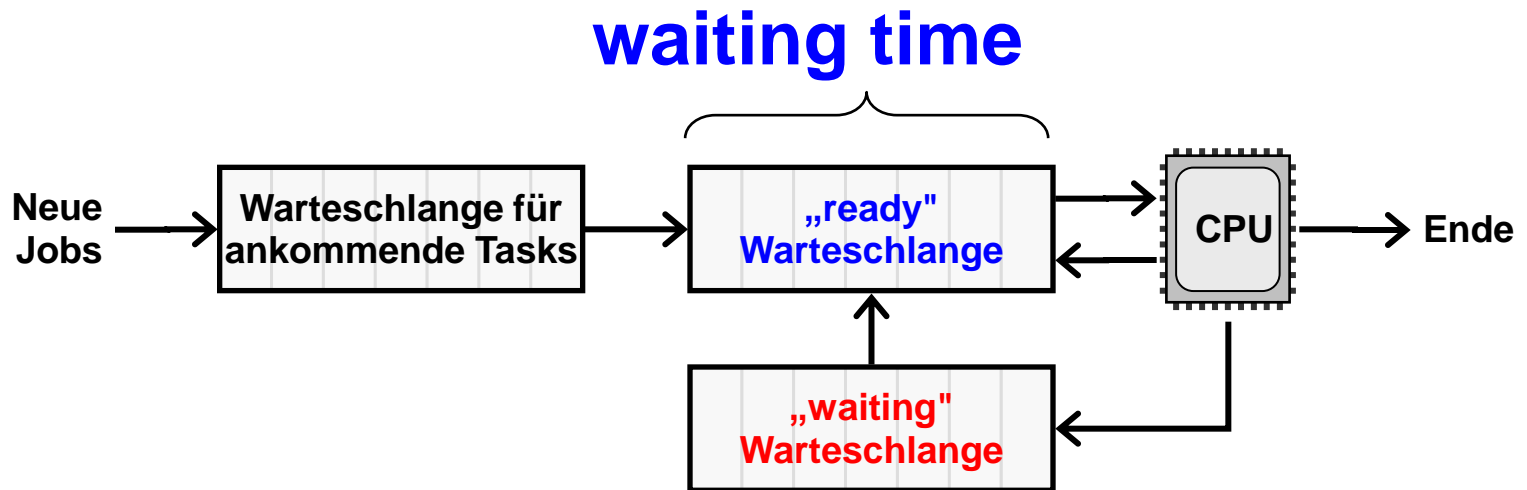 waiting time
Neue
Jobs
Warteschlange für
ankommende Tasks
„ready"
Warteschlange
CPU
Ende
„waiting"
Warteschlange